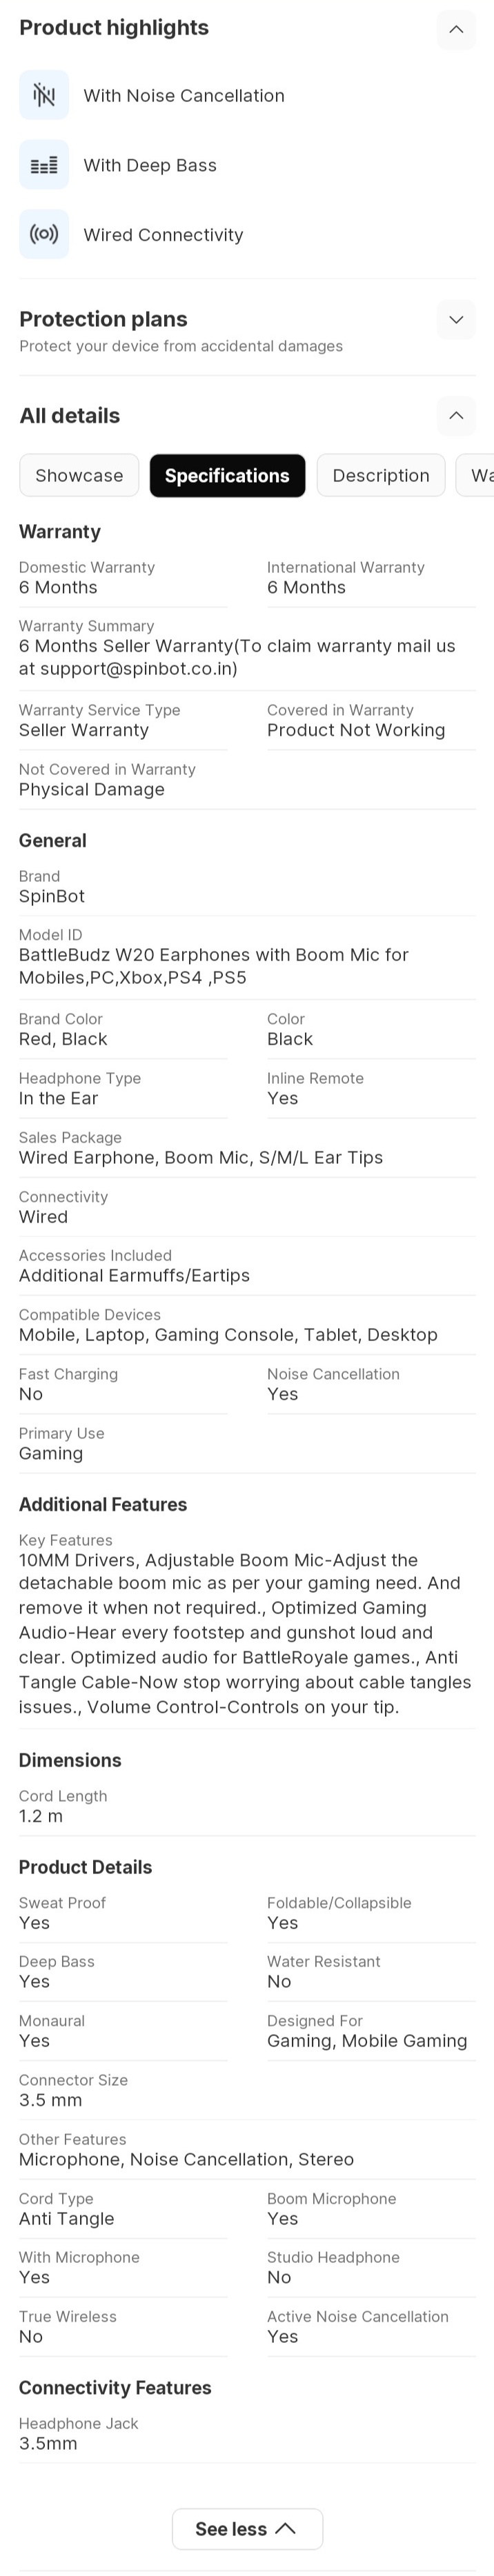 Product highlights
With Noise Cancellation
With Deep Bass
Wired Connectivity
Protection plans
Protect your device from accidental damages
All details
Showcase Specifications Description Wa
Warranty
Domestic Warranty International Warranty
6 Months 6 Months
Warranty Summary
6 Months Seller Warranty(To claim warranty mail us
at support@spinbot.co.in)
Warranty Service Type Covered in Warranty
Seller Warranty Product Not Working
Not Covered in Warranty
Physical Damage
General
Brand
SpinBot
Model ID
BattleBudz W20 Earphones with Boom Mic for
Mobiles,PC,Xbox,PS4 ,PS5
Brand Color Color
Red, Black Black
Headphone Type Inline Remote
In the Ear Yes
Sales Package
Wired Earphone, Boom Mic, S/M/L Ear Tips
Connectivity
Wired
Accessories Included
Additional Earmuffs/Eartips
Compatible Devices
Mobile, Laptop, Gaming Console, Tablet, Desktop
Fast Charging Noise Cancellation
No Yes
Primary Use
Gaming
Additional Features
Key Features
10MM Drivers, Adjustable Boom Mic-Adjust the
detachable boom mic as per your gaming need. And
remove it when not required., Optimized Gaming
Audio-Hear every footstep and gunshot loud and
clear. Optimized audio for BattleRoyale games., Anti
Tangle Cable-Now stop worrying about cable tangles
issues., Volume Control-Controls on your tip.
Dimensions
Cord Length
1.2 m
Product Details
Sweat Proof Foldable/Collapsible
Yes Yes
Deep Bass Water Resistant
Yes No
Monaural Designed For
Yes Gaming, Mobile Gaming
Connector Size
3.5 mm
Other Features
Microphone, Noise Cancellation, Stereo
Cord Type Boom Microphone
Anti Tangle Yes
With Microphone Studio Headphone
Yes No
True Wireless Active Noise Cancellation
No Yes
Connectivity Features
Headphone Jack
3.5mm
See less